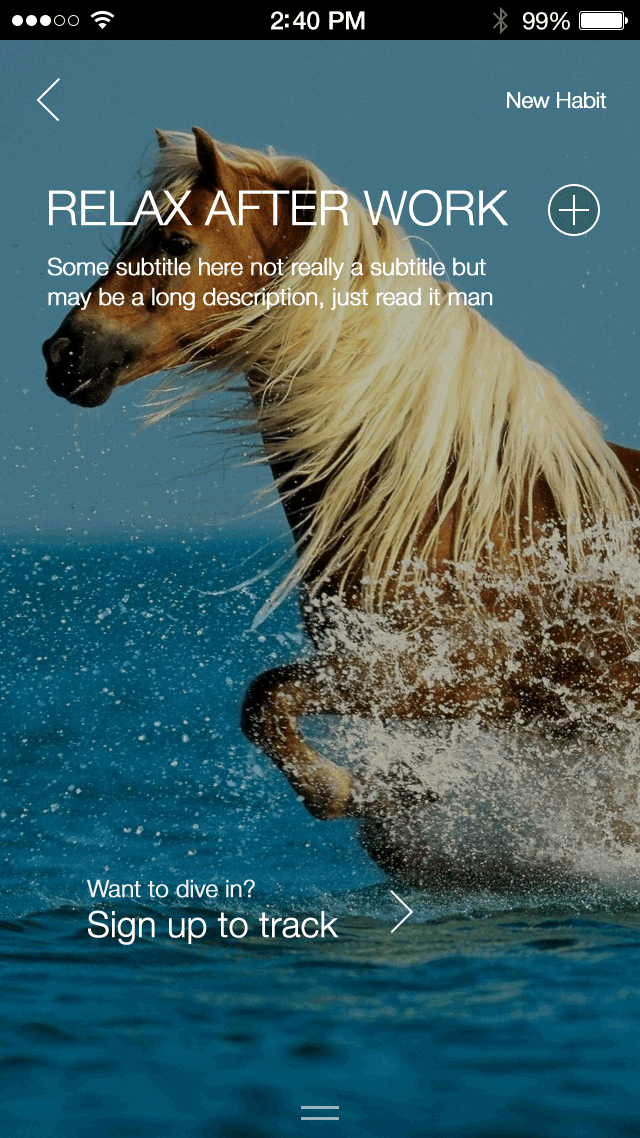 2:40 PM
99%
New Habit
RELAX AFTER WORK
Some subtitle here not really a subtitle but
may be a long description, just read it man
Want to dive in?
Sign up to track